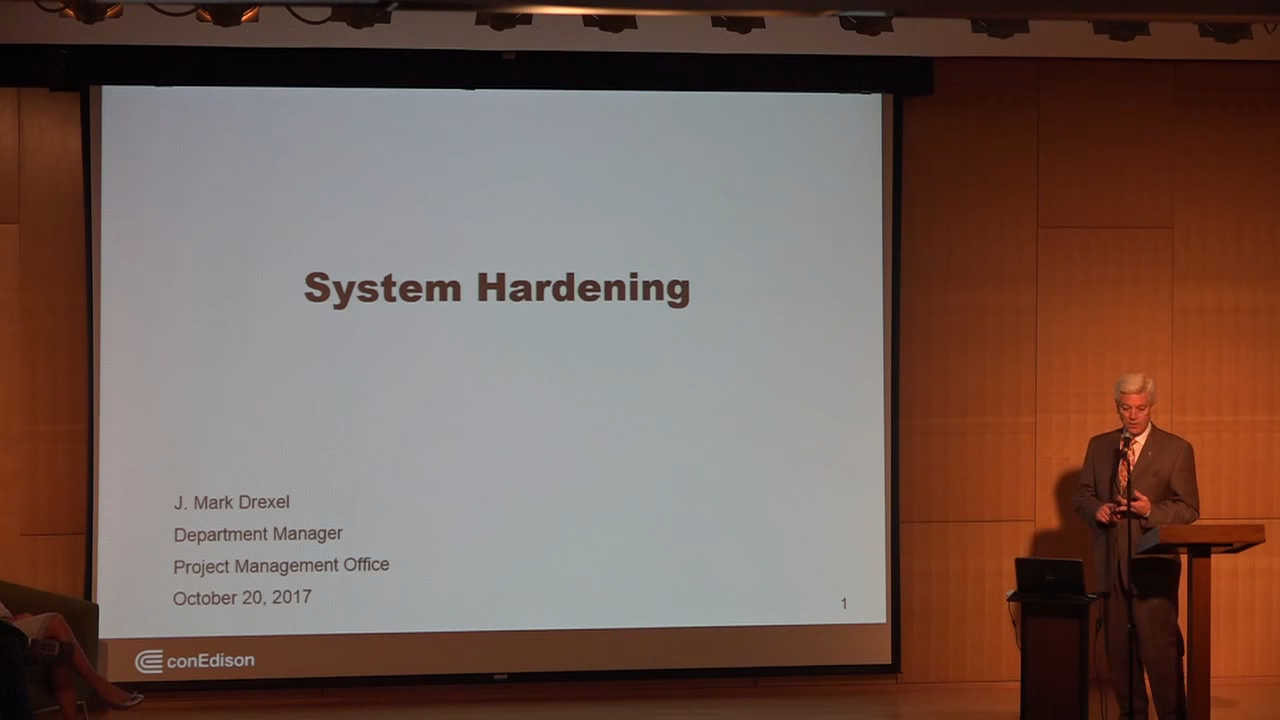 System Hardening
J. Mark Drexel
Department Manager
Project Management Office
October 20, 2017
1
conEdison